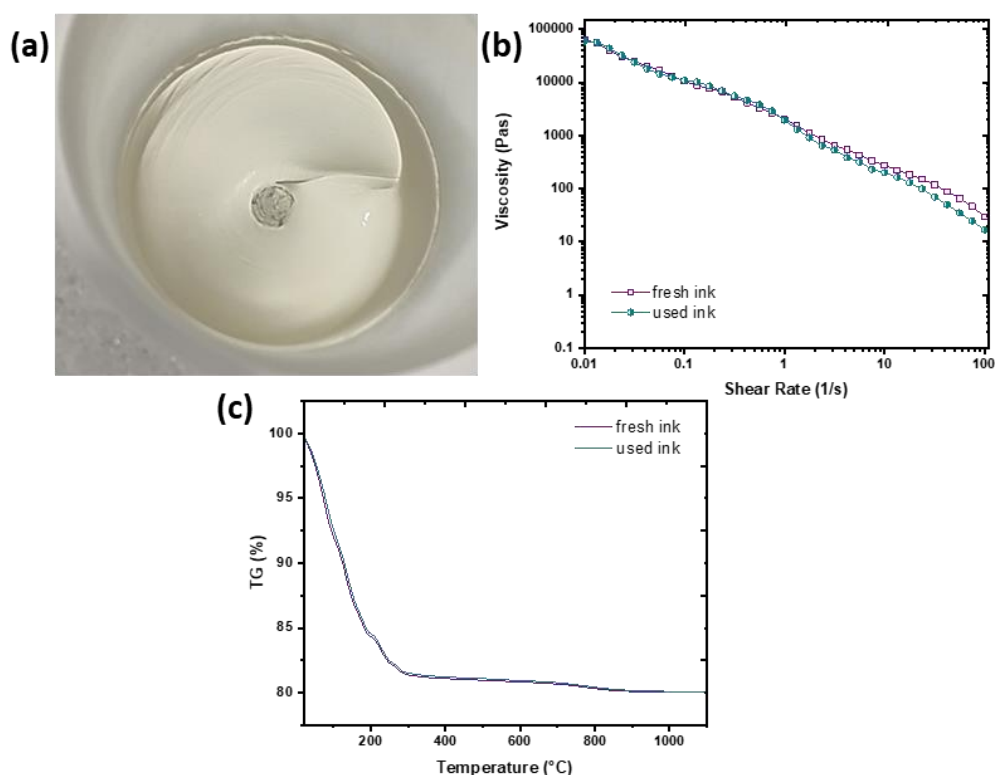 (a)
(b)
100000
10000
1000
100
10
1
0.1
Viscosity (Pas)
fresh ink
used ink
0.01 0.1 1 10 100
Shear Rate (1/s)
(c)
100
95
90
85
80
TG (%)
fresh ink
used ink
200 400 600 800 1000
Temperature (°C)